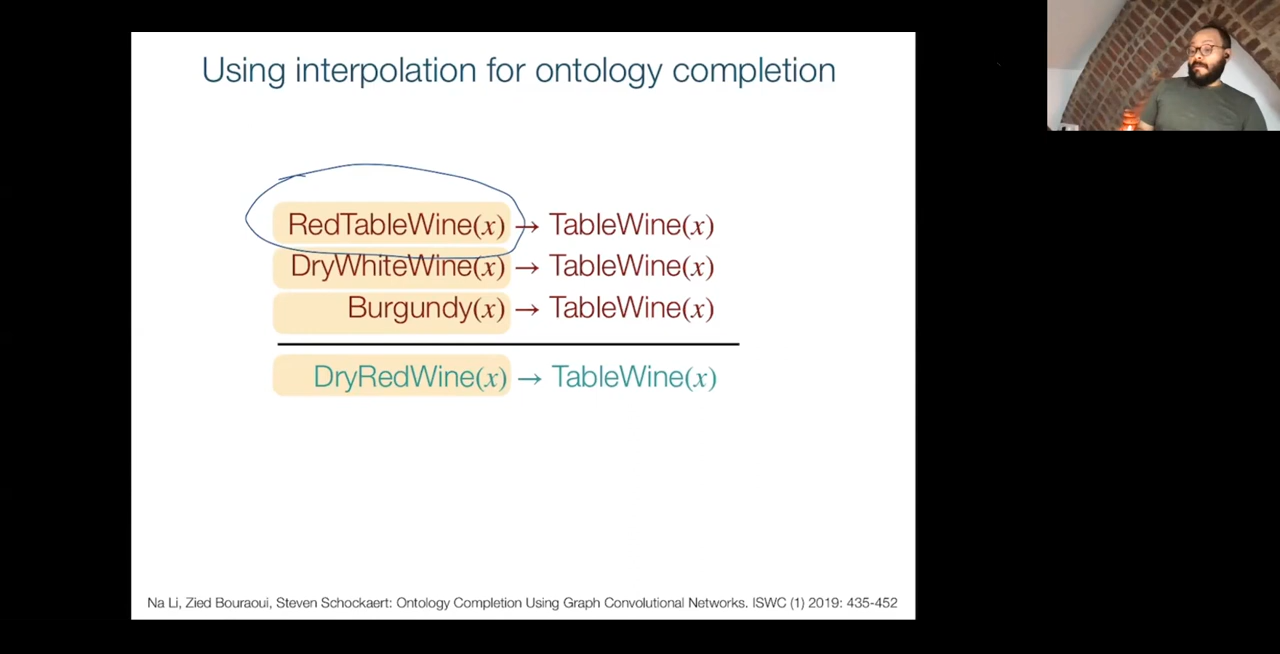 Using interpolation for ontology completion
RedTableWine(x) → TableWine(x)
DryWhiteWine(x) → TableWine(x)
Burgundy(x) → TableWine(x)
DryRedWine(x) → TableWine(x)
Na Li, Zied Bouraoui, Steven Schockaert: Ontology Completion Using Graph Convolutional Networks. ISWC (1) 2019: 435-452